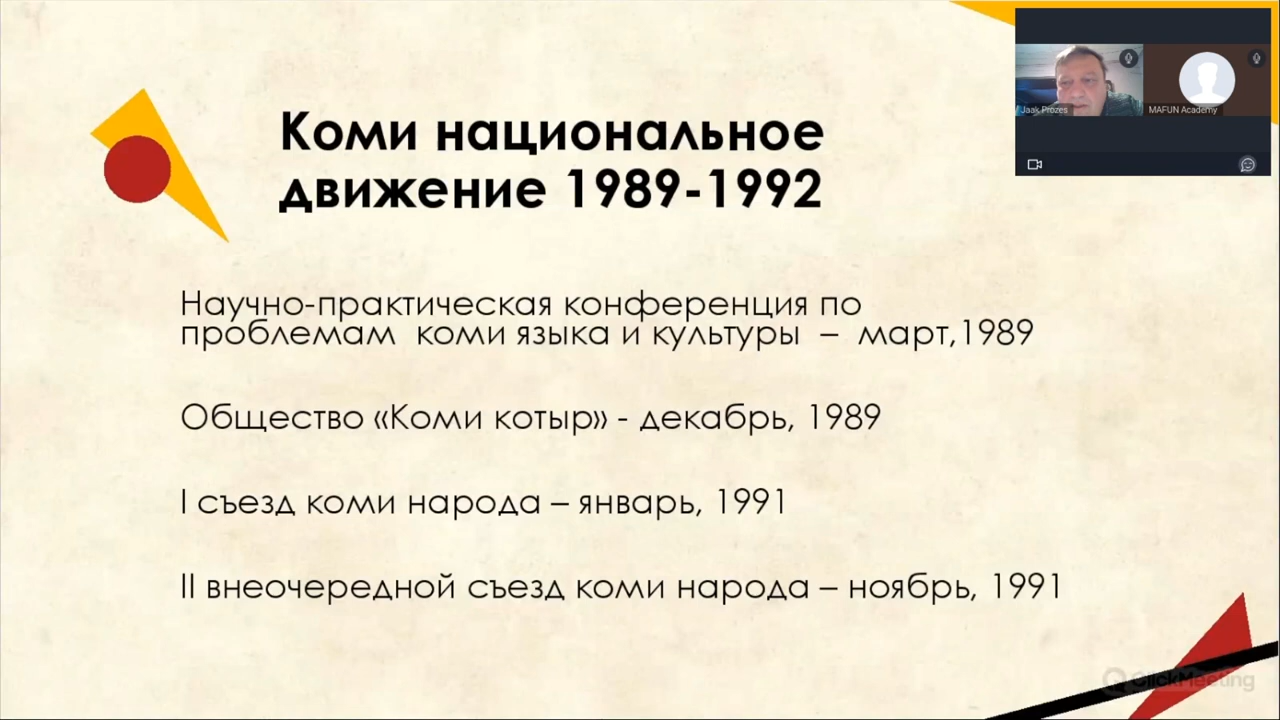 Коми национальное
движение 1989-1992
Научно-практическая конференция по
проблемам коми языка и культуры – март,1989
Общество «Коми котыр» - декабрь, 1989
I съезд коми народа – январь, 1991
II внеочередной съезд коми народа – ноябрь, 1991
Jaak Prozes
MAFUN Academy
ClickMeeting